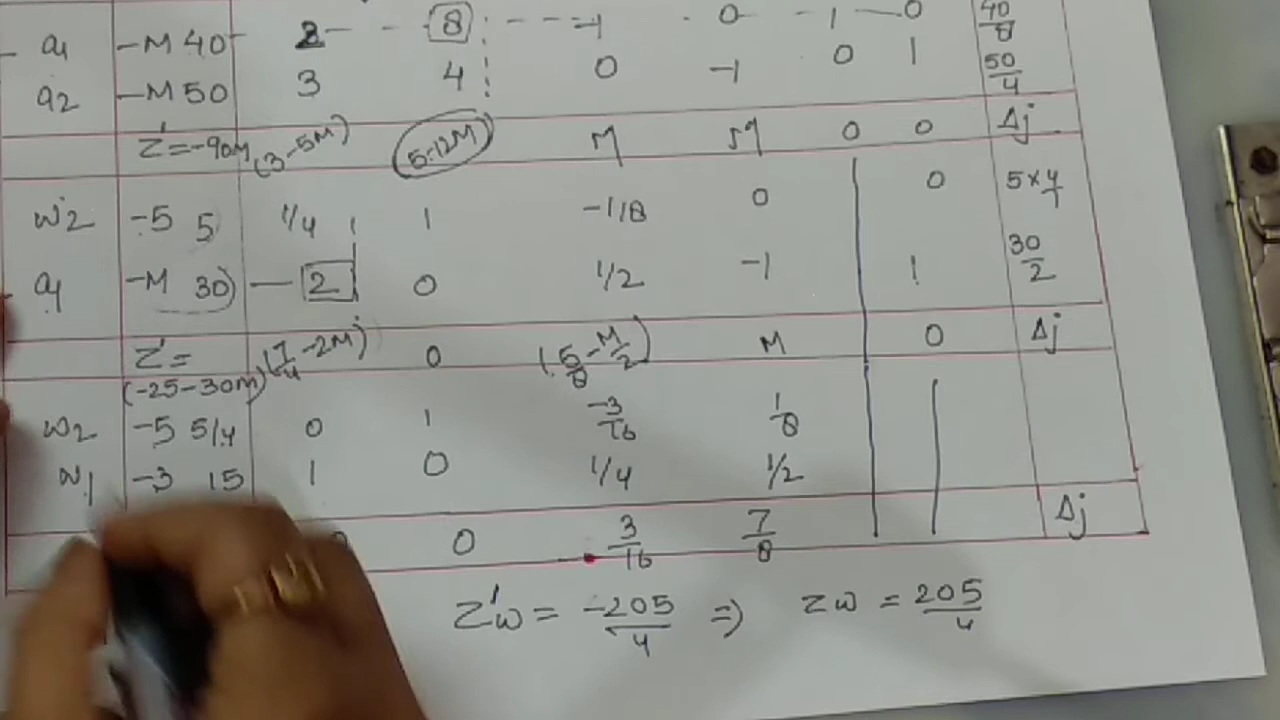 a1 -M 40 2 8 -1 0 1 0 40/8
a2 -M 50 3 4 0 -1 0 1 50/4
Z' = -90M (3-5M) (5-12M) M M 0 0 Δj
w2 -5 5 1/4 1 -1/8 0 0 5×4/1
a1 -M 30 2 0 1/2 -1 1 30/2
Z' = (7/4 - 2M) 0 (5/8 - M/2) M 0 Δj
(-25-30M)
w2 -5 5/4 0 1 -3/16 1/8
w1 -3 15 1 0 1/4 1/2
0 3/16 7/8 Δj
Z'w = -205/4 ⇒ Zw = 205/4